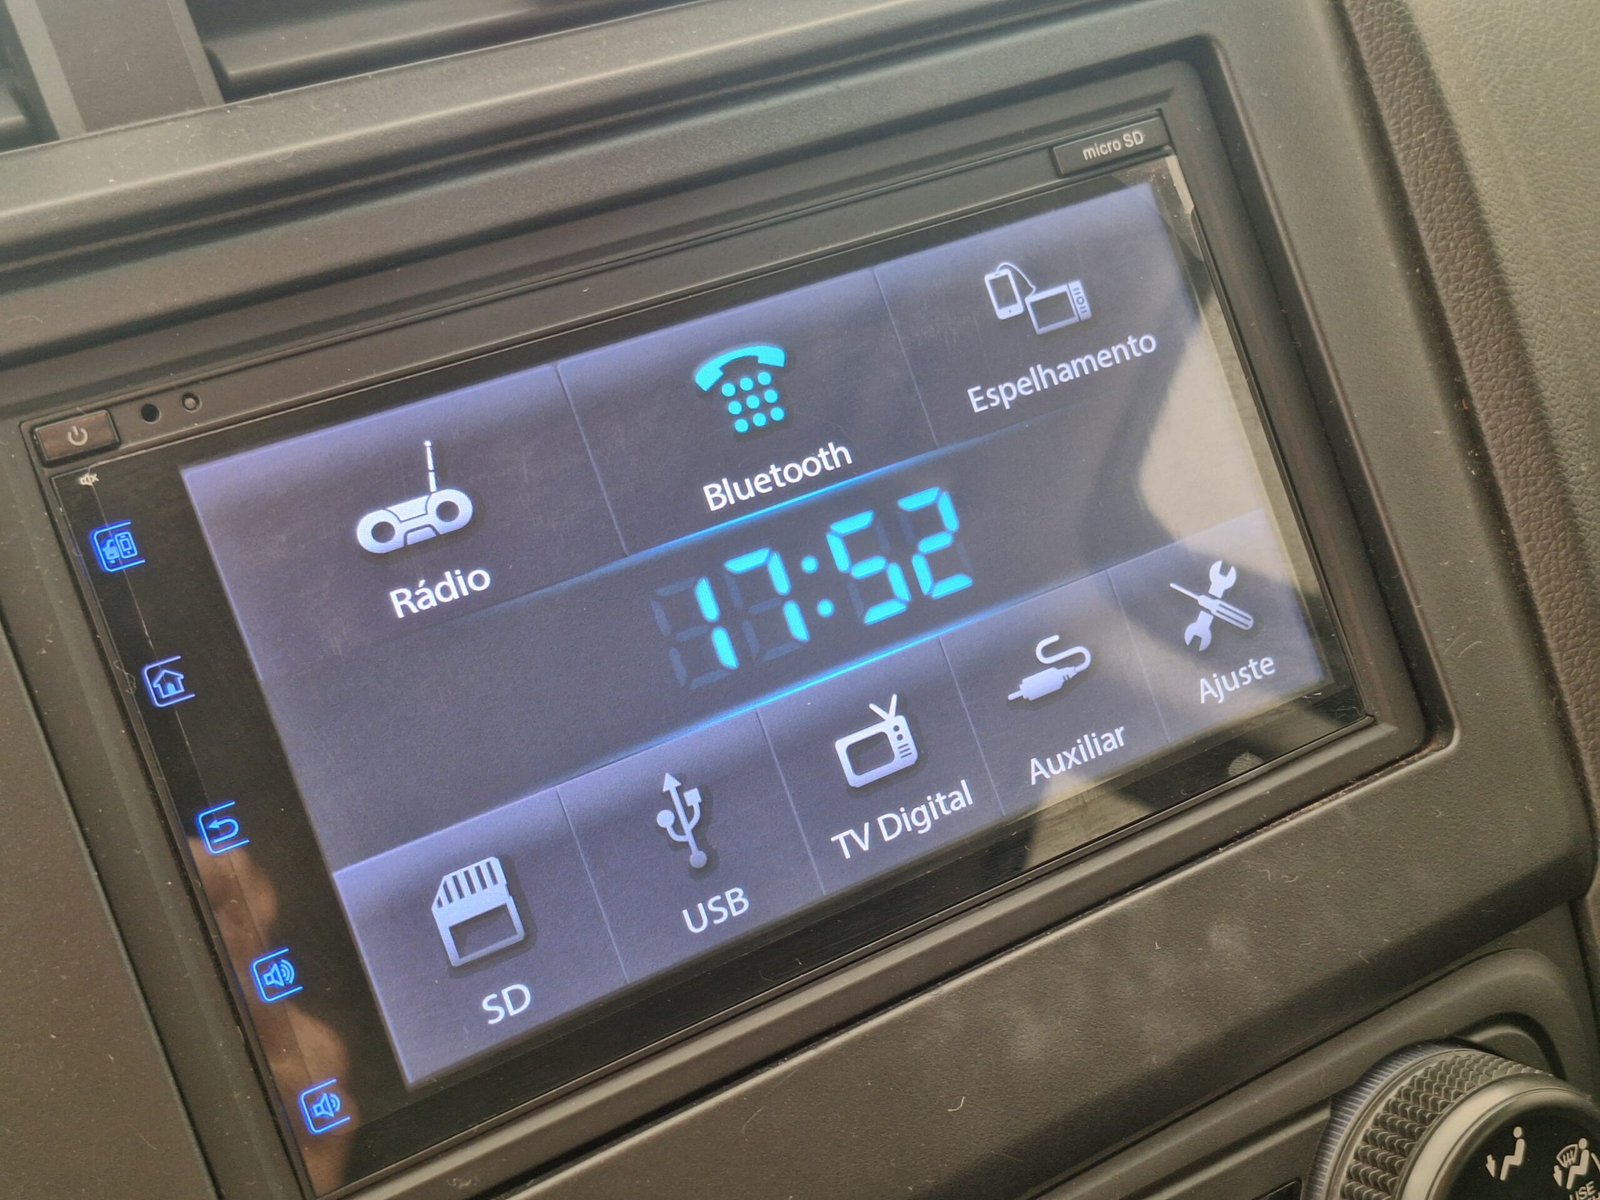 micro SD
Rádio
Bluetooth
Espelhamento
17:52
SD
USB
TV Digital
Auxiliar
Ajuste